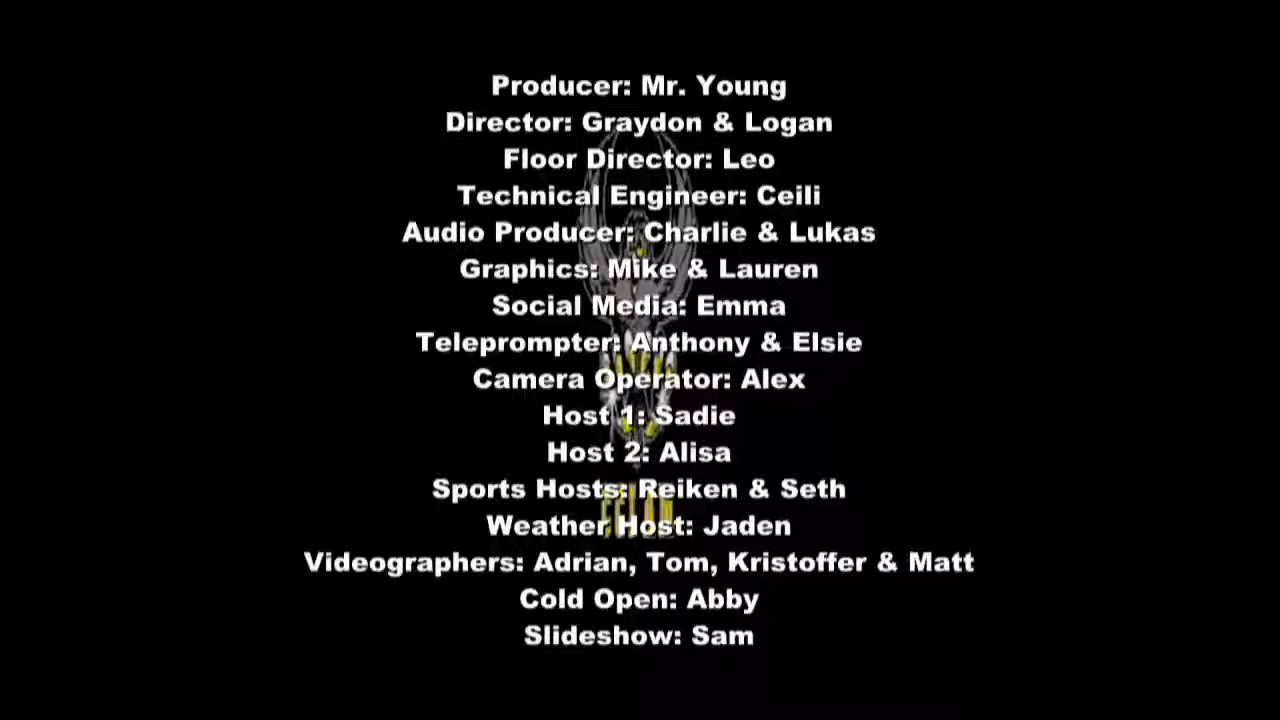 Producer: Mr. Young
Director: Graydon & Logan
Floor Director: Leo
Technical Engineer: Ceili
Audio Producer: Charlie & Lukas
Graphics: Mike & Lauren
Social Media: Emma
Teleprompter: Anthony & Elsie
Camera Operator: Alex
Host 1: Sadie
Host 2: Alisa
Sports Hosts: Reiken & Seth
Weather Host: Jaden
Videographers: Adrian, Tom, Kristoffer & Matt
Cold Open: Abby
Slideshow: Sam